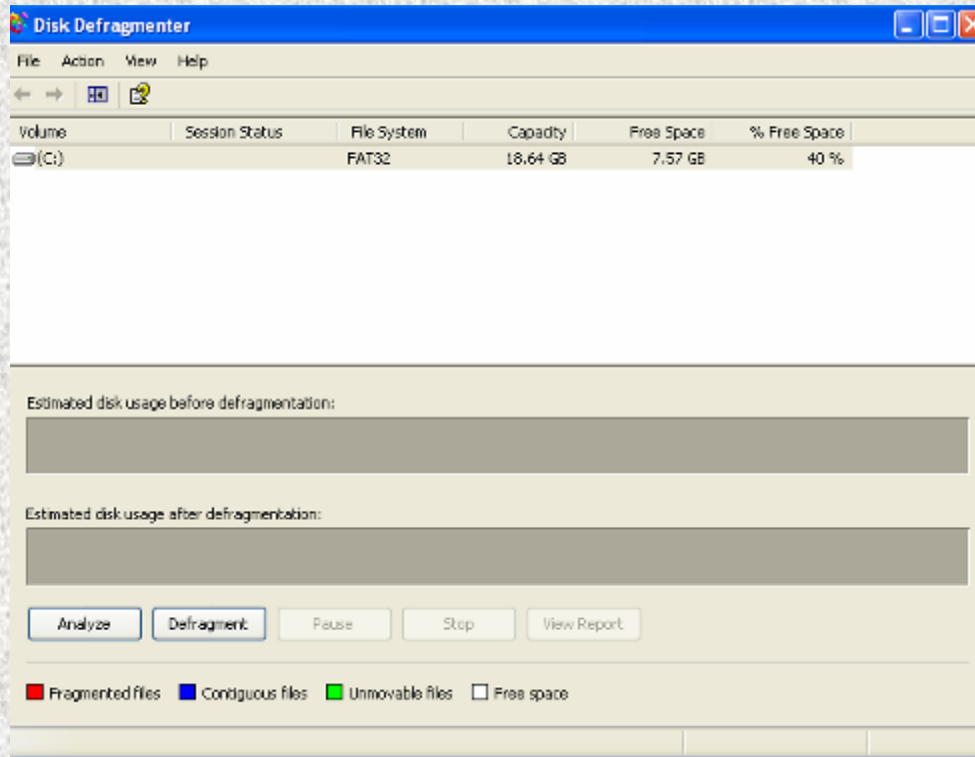 Disk Defragmenter
File Action View Help
Volume Session Status File System Capacity Free Space % Free Space
(C:) FAT32 18.64 GB 7.57 GB 40 %
Estimated disk usage before defragmentation:
Estimated disk usage after defragmentation:
Analyze Defragment Pause Stop View Report
Fragmented files Contiguous files Unmovable files Free space